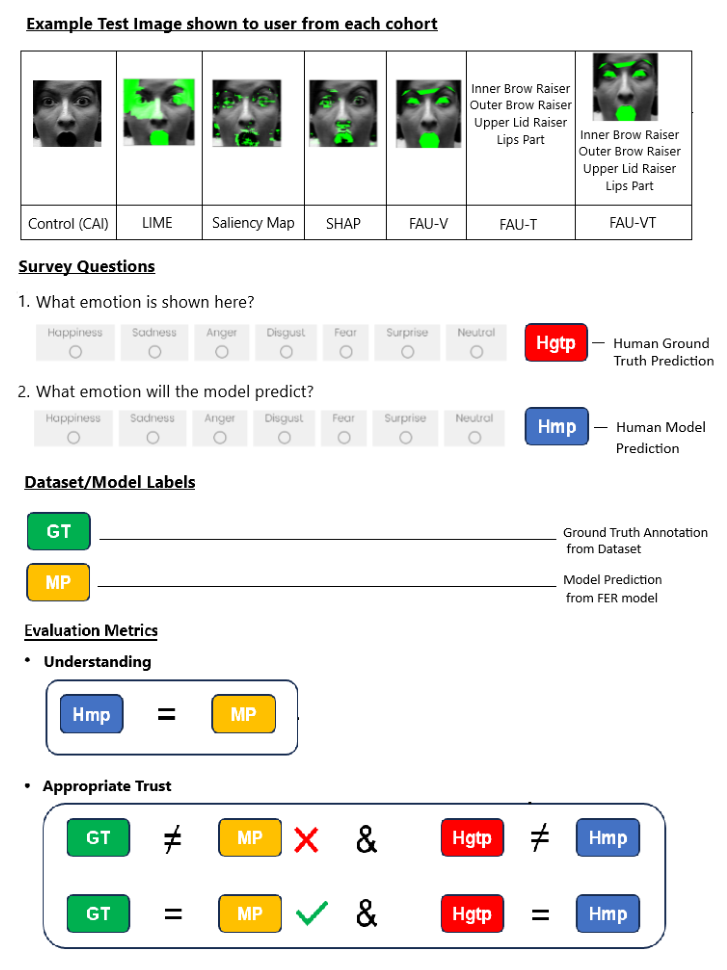 Example Test Image shown to user from each cohort
Inner Brow Raiser
Outer Brow Raiser
Upper Lid Raiser
Lips Part
Inner Brow Raiser
Outer Brow Raiser
Upper Lid Raiser
Lips Part
Control (CAI) LIME Saliency Map SHAP FAU-V FAU-T FAU-VT
Survey Questions
1. What emotion is shown here?
Happiness Sadness Anger Disgust Fear Surprise Neutral
Hgtp
Human Ground
Truth Prediction
2. What emotion will the model predict?
Happiness Sadness Anger Disgust Fear Surprise Neutral
Hmp
Human Model
Prediction
Dataset/Model Labels
GT
Ground Truth Annotation
from Dataset
MP
Model Prediction
from FER model
Evaluation Metrics
• Understanding
Hmp = MP
• Appropriate Trust
GT ≠ MP ✗ & Hgtp ≠ Hmp
GT = MP ✓ & Hgtp = Hmp